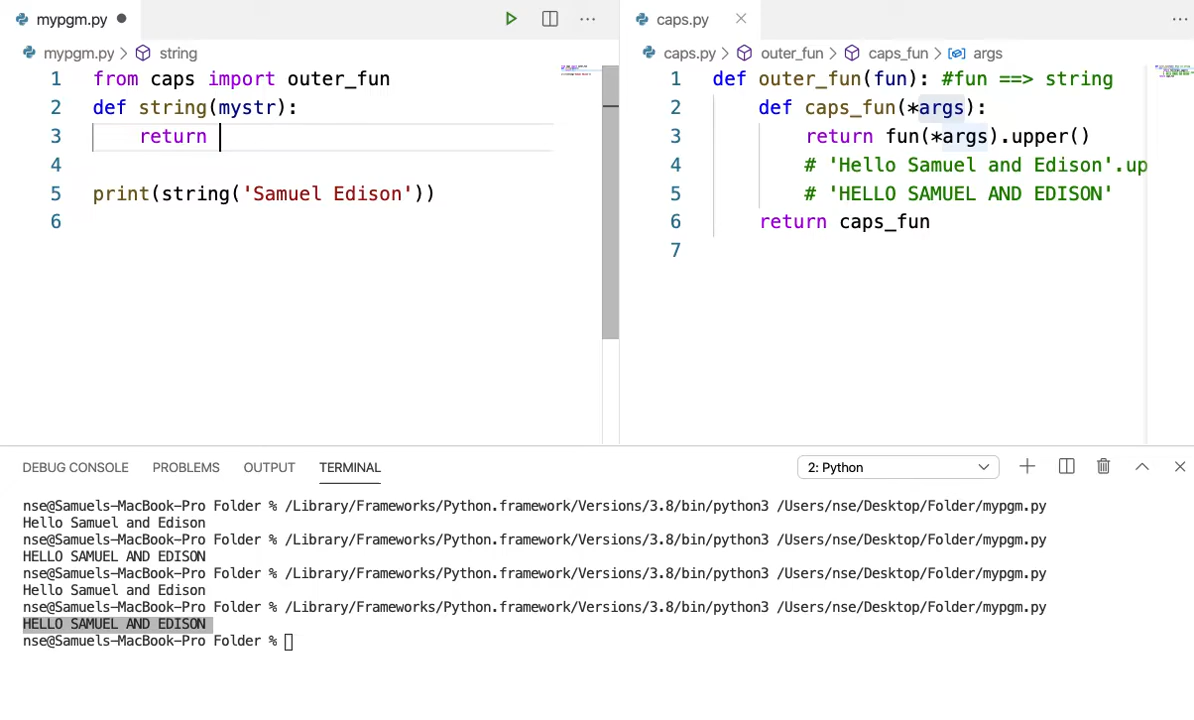 mypgm.py
caps.py
mypgm.py > string
caps.py > outer_fun > caps_fun > args
1 from caps import outer_fun
2 def string(mystr):
3     return
4
5 print(string('Samuel Edison'))
6
1 def outer_fun(fun): #fun ==> string
2     def caps_fun(*args):
3         return fun(*args).upper()
4         # 'Hello Samuel and Edison'.up
5         # 'HELLO SAMUEL AND EDISON'
6     return caps_fun
7
DEBUG CONSOLE PROBLEMS OUTPUT TERMINAL 2: Python
nse@Samuels-MacBook-Pro Folder % /Library/Frameworks/Python.framework/Versions/3.8/bin/python3 /Users/nse/Desktop/Folder/mypgm.py
Hello Samuel and Edison
nse@Samuels-MacBook-Pro Folder % /Library/Frameworks/Python.framework/Versions/3.8/bin/python3 /Users/nse/Desktop/Folder/mypgm.py
HELLO SAMUEL AND EDISON
nse@Samuels-MacBook-Pro Folder % /Library/Frameworks/Python.framework/Versions/3.8/bin/python3 /Users/nse/Desktop/Folder/mypgm.py
Hello Samuel and Edison
nse@Samuels-MacBook-Pro Folder % /Library/Frameworks/Python.framework/Versions/3.8/bin/python3 /Users/nse/Desktop/Folder/mypgm.py
HELLO SAMUEL AND EDISON
nse@Samuels-MacBook-Pro Folder %